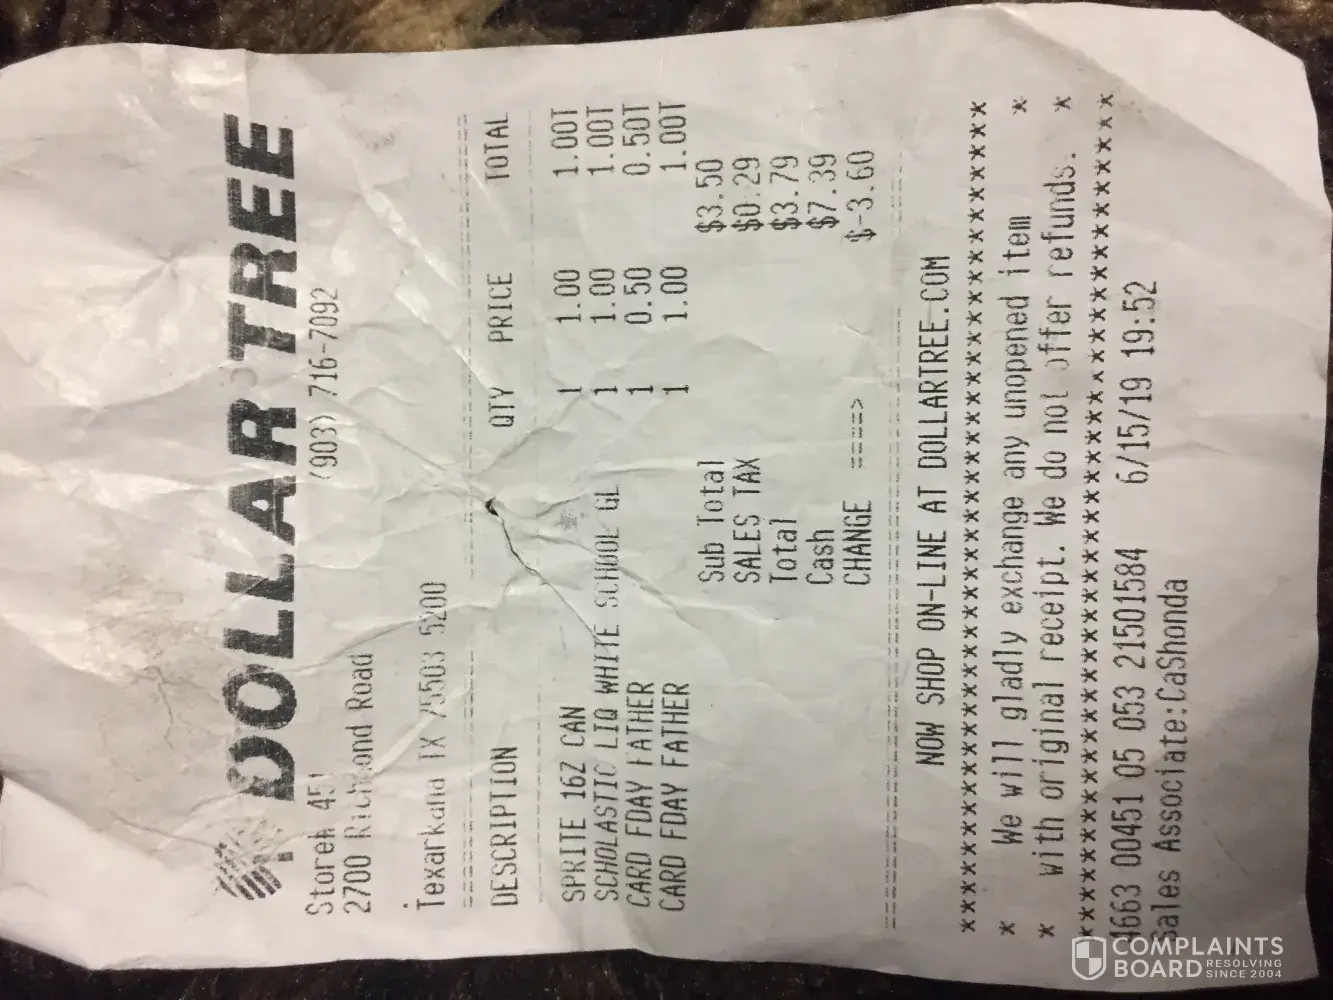 DOLLAR TREE
Store# 451 (903) 716-7092
2700 Richmond Road
Texarkana TX 75503 5200
DESCRIPTION QTY PRICE TOTAL
SPRITE 16Z CAN 1 1.00 1.00T
SCHOLASTIC LIQ WHITE SCHOOL GL 1 1.00 1.00T
CARD FDAY FATHER 1 0.50 0.50T
CARD FDAY FATHER 1 1.00 1.00T
Sub Total $3.50
SALES TAX $0.29
Total $3.79
Cash $7.39
CHANGE ====> $-3.60
NOW SHOP ON-LINE AT DOLLARTREE.COM
* We will gladly exchange any unopened item *
* with original receipt. We do not offer refunds. *
4663 00451 05 053 21501584 6/15/19 19:52
Sales Associate:CaShonda
COMPLAINTS
BOARD RESOLVING
SINCE 2004